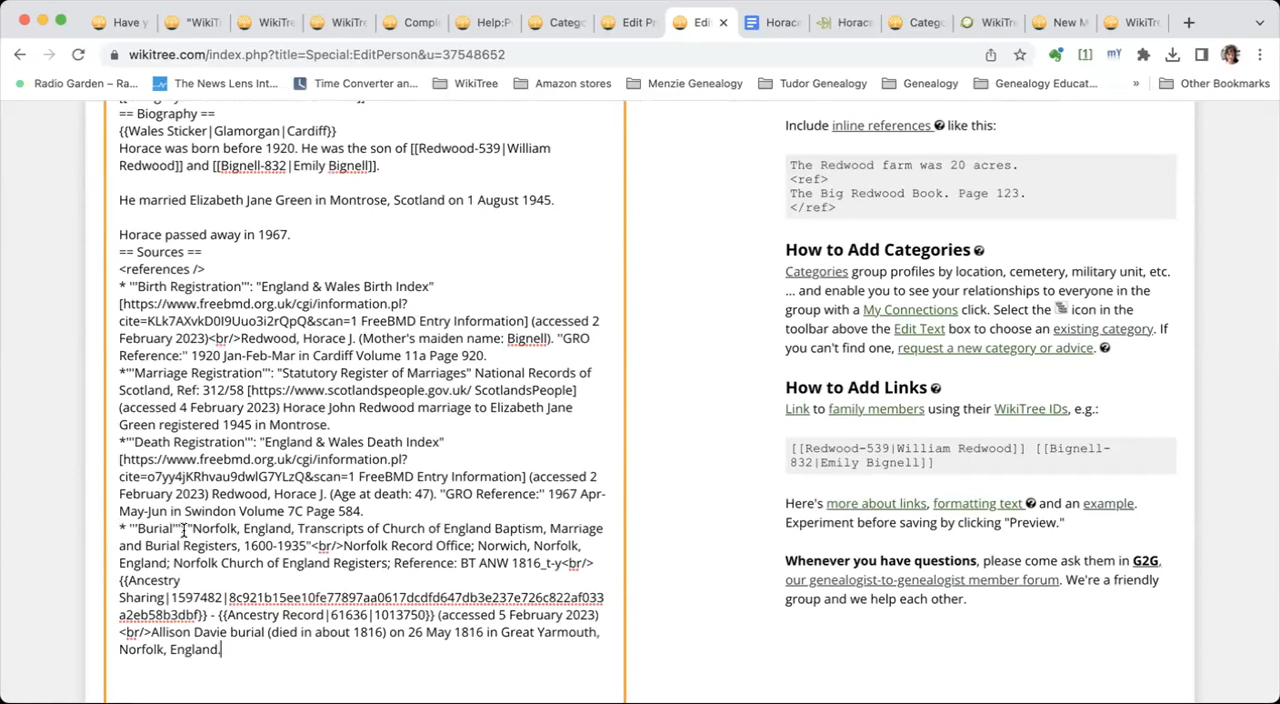 Have y
"WikiT
WikiTre
WikiTr
Comple
Help:P
Catego
Edit Pr
Edi
Horace
Horac
Catego
WikiTr
New M
WikiTr
wikitree.com/index.php?title=Special:EditPerson&u=37548652
Radio Garden – Ra...
The News Lens Int...
Time Converter an...
WikiTree
Amazon stores
Menzie Genealogy
Tudor Genealogy
Genealogy
Genealogy Educat...
»
Other Bookmarks
== Biography ==
{{Wales Sticker|Glamorgan|Cardiff}}
Horace was born before 1920. He was the son of [[Redwood-539|William
Redwood]] and [[Bignell-832|Emily Bignell]].
He married Elizabeth Jane Green in Montrose, Scotland on 1 August 1945.
Horace passed away in 1967.
== Sources ==
<references />
* '''Birth Registration''': "England & Wales Birth Index"
[https://www.freebmd.org.uk/cgi/information.pl?
cite=KLk7AXvkD0I9Uuo3i2rQpQ&scan=1 FreeBMD Entry Information] (accessed 2
February 2023)<br/>Redwood, Horace J. (Mother's maiden name: Bignell). ''GRO
Reference:'' 1920 Jan-Feb-Mar in Cardiff Volume 11a Page 920.
*'''Marriage Registration''': "Statutory Register of Marriages" National Records of
Scotland, Ref: 312/58 [https://www.scotlandspeople.gov.uk/ ScotlandsPeople]
(accessed 4 February 2023) Horace John Redwood marriage to Elizabeth Jane
Green registered 1945 in Montrose.
*'''Death Registration''': "England & Wales Death Index"
[https://www.freebmd.org.uk/cgi/information.pl?
cite=o7yy4jKRhvau9dwlG7YLzQ&scan=1 FreeBMD Entry Information] (accessed 2
February 2023) Redwood, Horace J. (Age at death: 47). ''GRO Reference:'' 1967 Apr-
May-Jun in Swindon Volume 7C Page 584.
* '''Burial''': "Norfolk, England, Transcripts of Church of England Baptism, Marriage
and Burial Registers, 1600-1935"<br/>Norfolk Record Office; Norwich, Norfolk,
England; Norfolk Church of England Registers; Reference: BT ANW 1816_t-y<br/>
{{Ancestry
Sharing|1597482|8c921b15ee10fe77897aa0617dcdfd647db3e237e726c822af033
a2eb58b3dbf}} - {{Ancestry Record|61636|1013750}} (accessed 5 February 2023)
<br/>Allison Davie burial (died in about 1816) on 26 May 1816 in Great Yarmouth,
Norfolk, England.
Include inline references like this:
The Redwood farm was 20 acres.
<ref>
The Big Redwood Book. Page 123.
</ref>
How to Add Categories
Categories group profiles by location, cemetery, military unit, etc.
... and enable you to see your relationships to everyone in the
group with a My Connections click. Select the icon in the
toolbar above the Edit Text box to choose an existing category. If
you can't find one, request a new category or advice.
How to Add Links
Link to family members using their WikiTree IDs, e.g.:
[[Redwood-539|William Redwood]] [[Bignell-
832|Emily Bignell]]
Here's more about links, formatting text and an example.
Experiment before saving by clicking "Preview."
Whenever you have questions, please come ask them in G2G,
our genealogist-to-genealogist member forum. We're a friendly
group and we help each other.